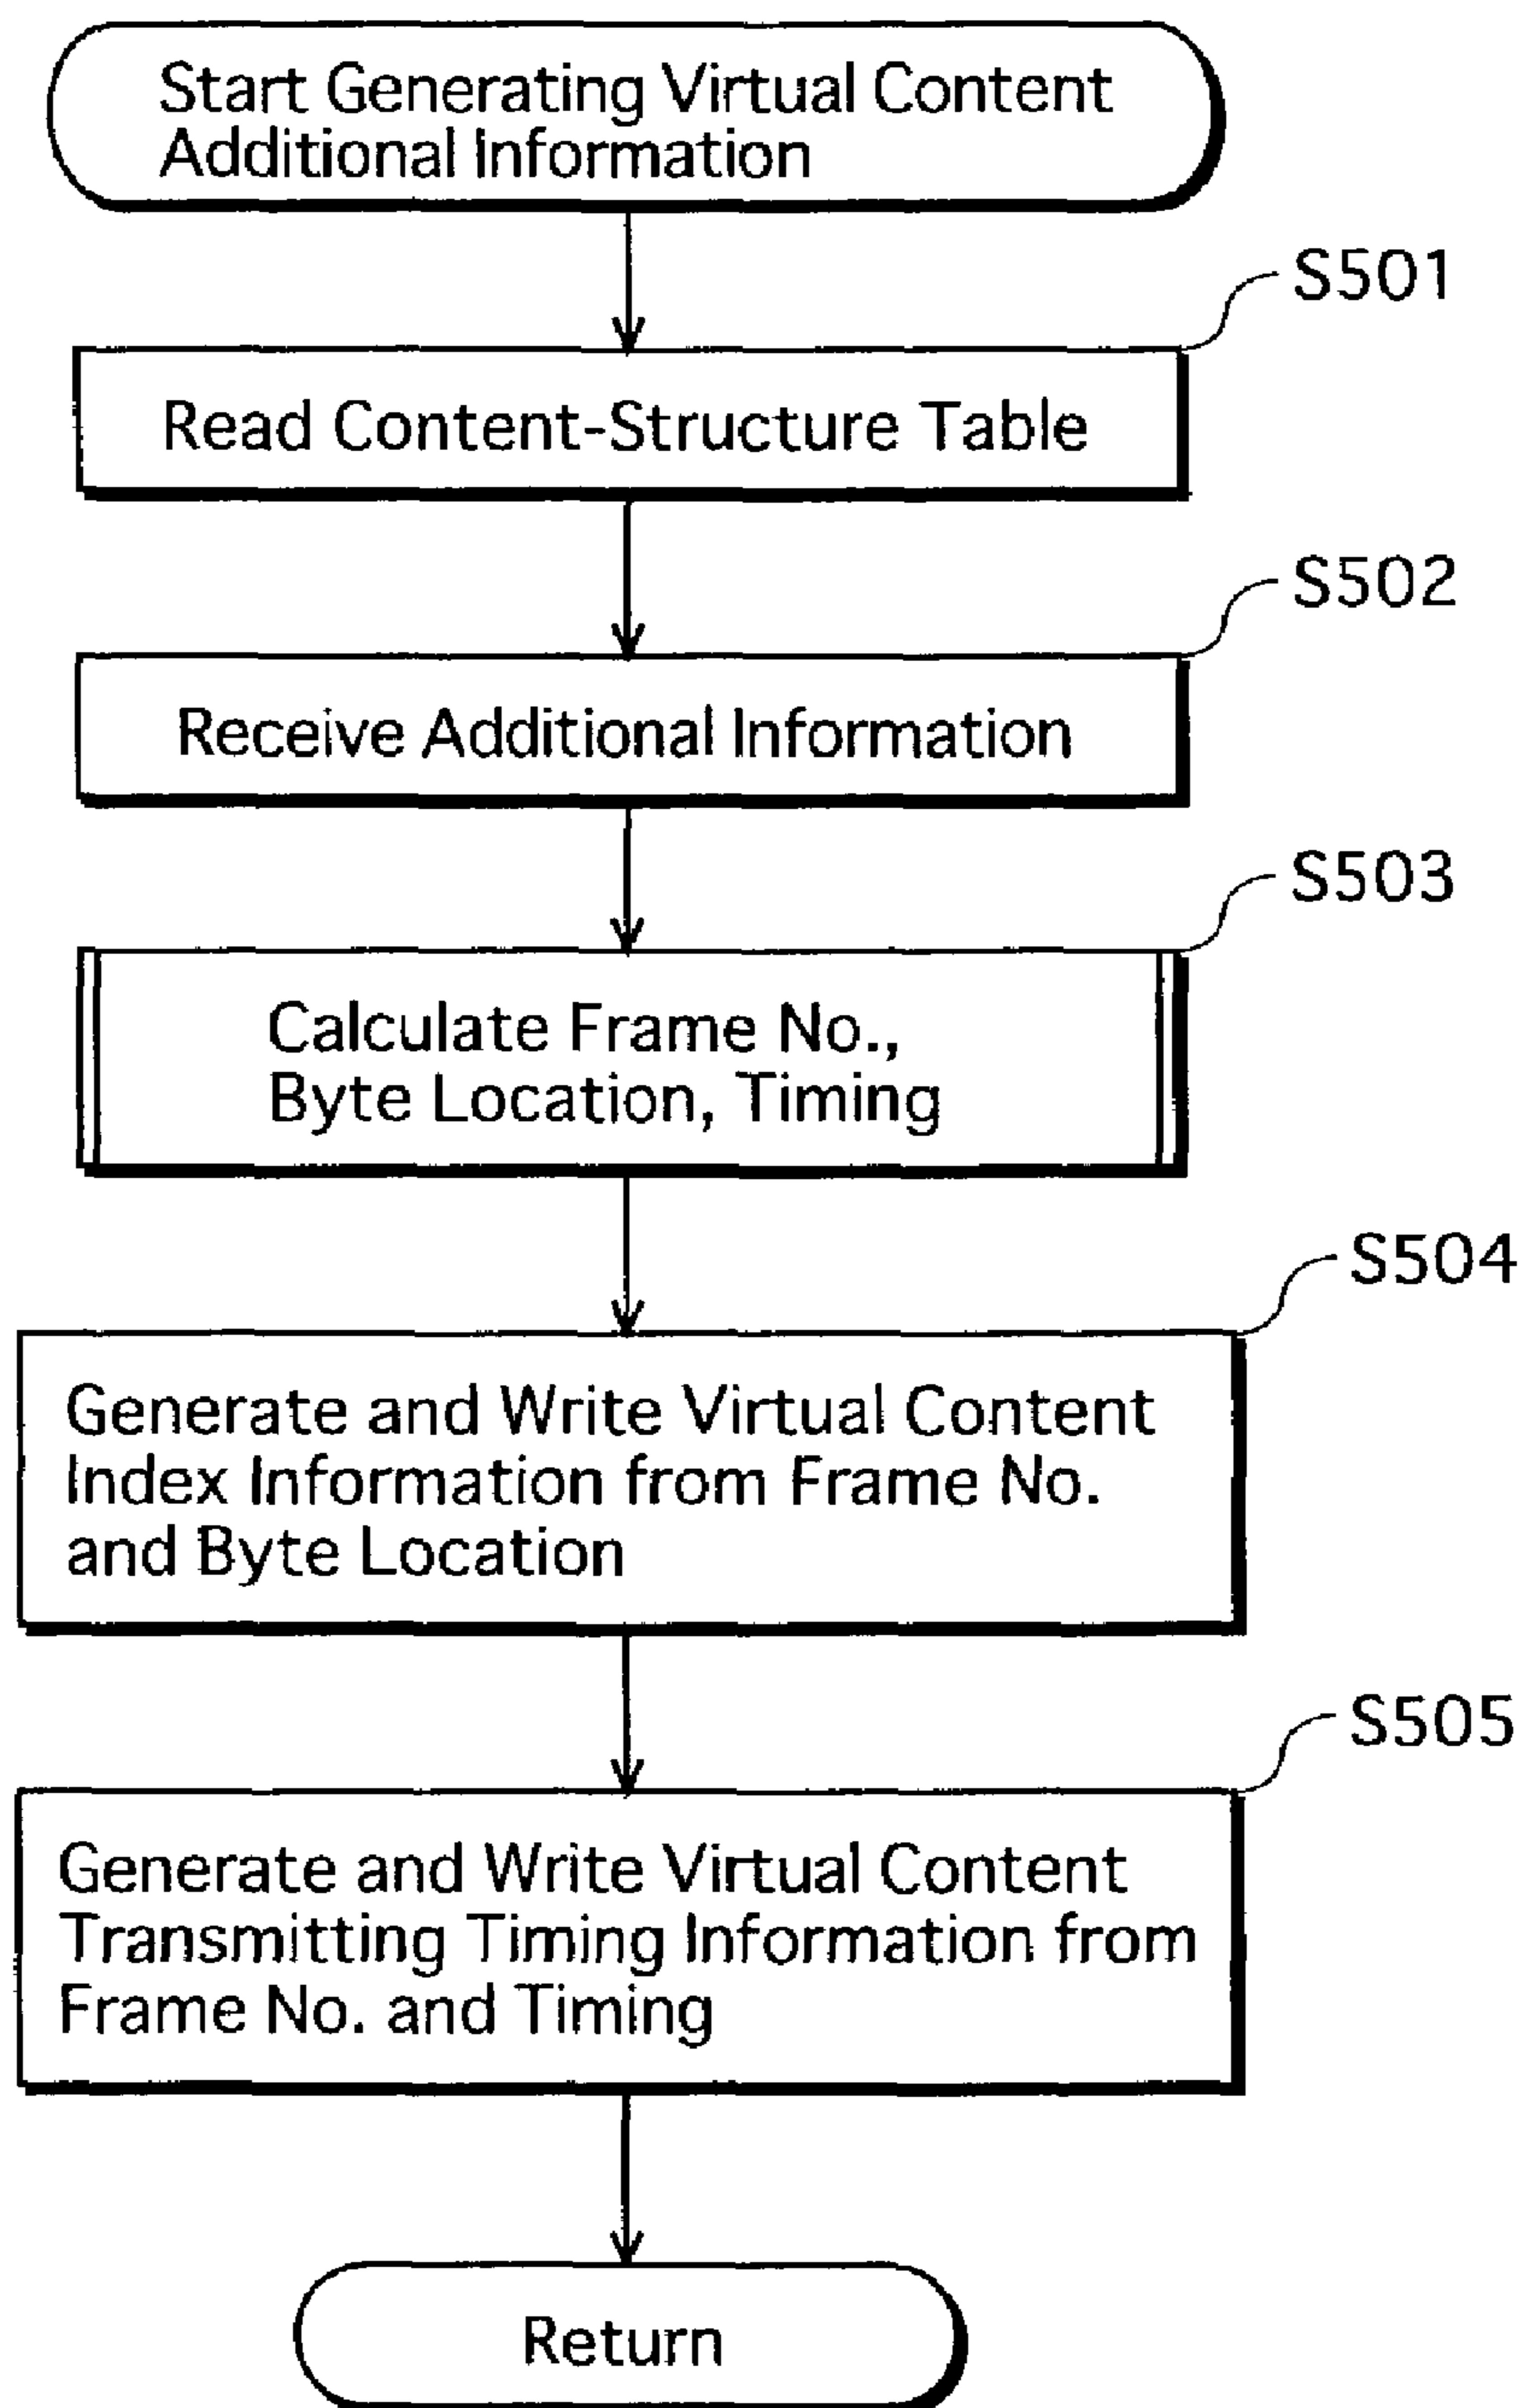 Start Generating Virtual Content
Additional Information
S501
Read Content-Structure Table
S502
Receive Additional Information
S503
Calculate Frame No.,
Byte Location, Timing
S504
Generate and Write Virtual Content
Index Information from Frame No.
and Byte Location
S505
Generate and Write Virtual Content
Transmitting Timing Information from
Frame No. and Timing
Return